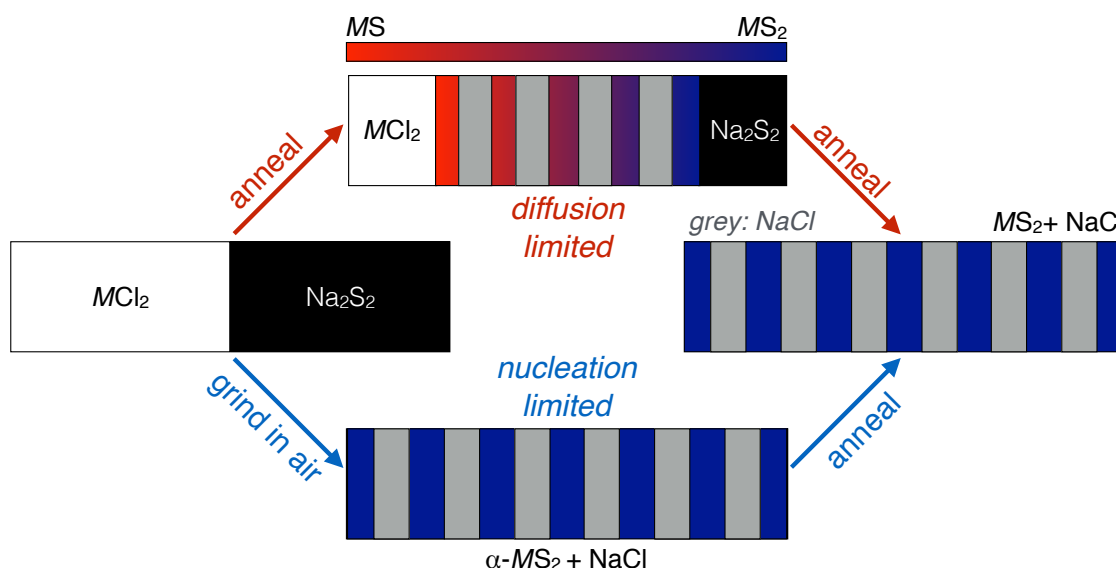 MS
MS₂
MCl₂
Na₂S₂
anneal
anneal
diffusion
limited
grey: NaCl
MS₂+ NaCl
MCl₂
Na₂S₂
nucleation
limited
grind in air
anneal
α-MS₂ + NaCl